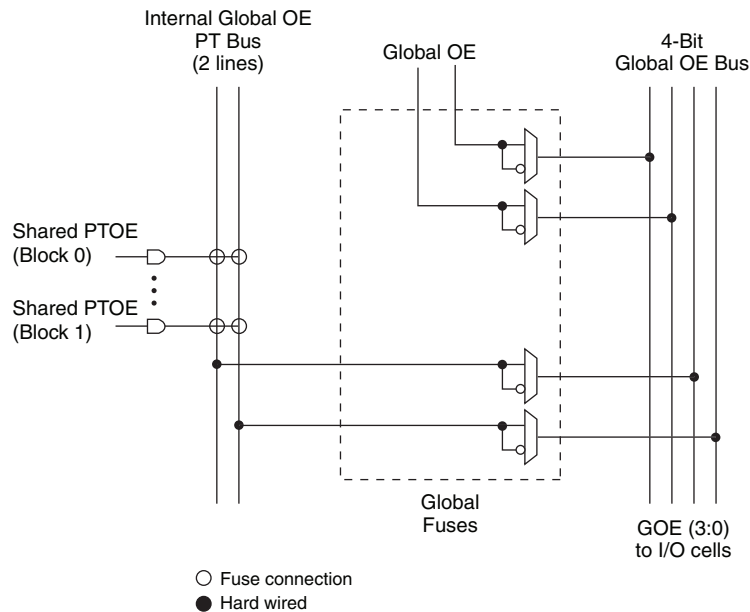 Internal Global OE
PT Bus
(2 lines)
Global OE
4-Bit
Global OE Bus
Shared PTOE
(Block 0)
Shared PTOE
(Block 1)
Global
Fuses
GOE (3:0)
to I/O cells
Fuse connection
Hard wired